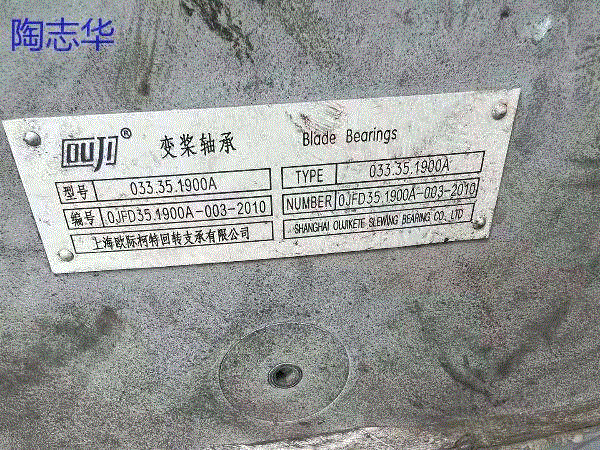 陶志华
OUJI®
变桨轴承
Blade Bearings
型号 033.35.1900A
TYPE 033.35.1900A
编号 OJFD35.1900A-003-2010
NUMBER OJFD35.1900A-003-2010
上海欧际柯特回转支承有限公司
SHANGHAI OUJIKETE SLEWING BEARING CO., LTD